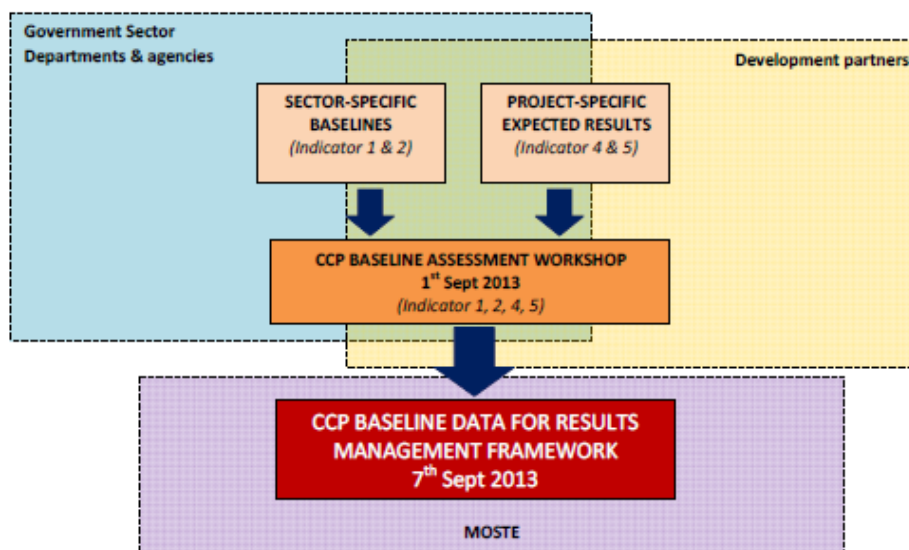 Government Sector
Departments & agencies
Development partners
SECTOR-SPECIFIC
BASELINES
(Indicator 1 & 2)
PROJECT-SPECIFIC
EXPECTED RESULTS
(Indicator 4 & 5)
CCP BASELINE ASSESSMENT WORKSHOP
1st Sept 2013
(Indicator 1, 2, 4, 5)
CCP BASELINE DATA FOR RESULTS
MANAGEMENT FRAMEWORK
7th Sept 2013
MOSTE